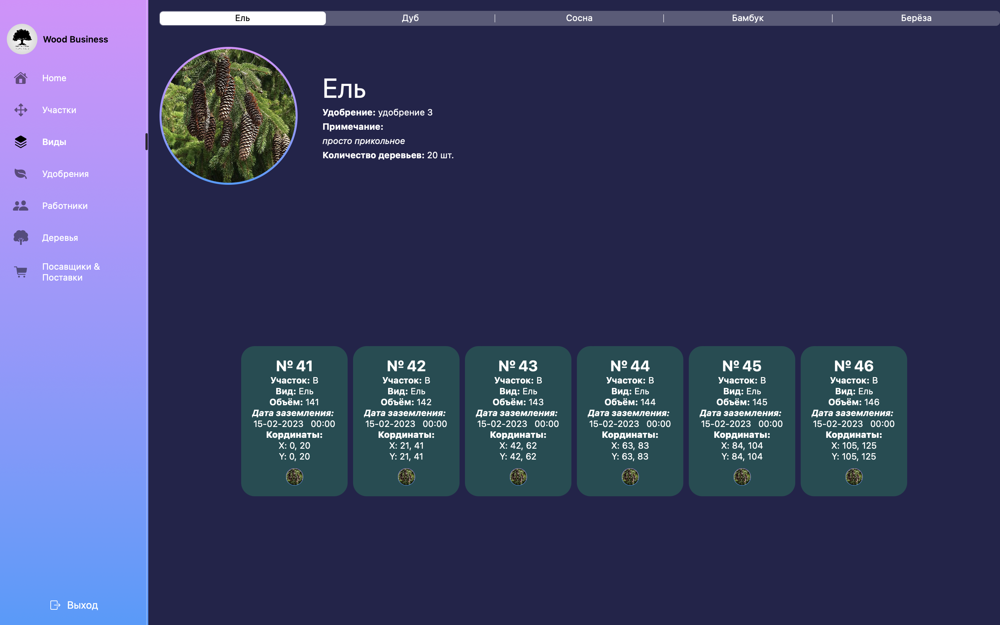 Ель
Дуб
Сосна
Бамбук
Берёза
Wood Business
Home
Участки
Виды
Удобрения
Работники
Деревья
Посавщики &
Поставки
Выход
Ель
Удобрение: удобрение 3
Примечание:
просто прикольное
Количество деревьев: 20 шт.
№ 41
Участок: B
Вид: Ель
Объём: 141
Дата заземления:
15-02-2023 00:00
Кординаты:
X: 0, 20
Y: 0, 20
№ 42
Участок: B
Вид: Ель
Объём: 142
Дата заземления:
15-02-2023 00:00
Кординаты:
X: 21, 41
Y: 21, 41
№ 43
Участок: B
Вид: Ель
Объём: 143
Дата заземления:
15-02-2023 00:00
Кординаты:
X: 42, 62
Y: 42, 62
№ 44
Участок: B
Вид: Ель
Объём: 144
Дата заземления:
15-02-2023 00:00
Кординаты:
X: 63, 83
Y: 63, 83
№ 45
Участок: B
Вид: Ель
Объём: 145
Дата заземления:
15-02-2023 00:00
Кординаты:
X: 84, 104
Y: 84, 104
№ 46
Участок: B
Вид: Ель
Объём: 146
Дата заземления:
15-02-2023 00:00
Кординаты:
X: 105, 125
Y: 105, 125